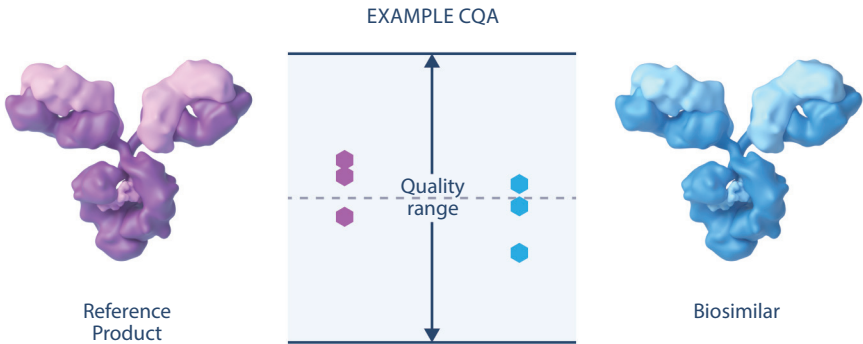 EXAMPLE CQA
Quality
range
Reference
Product
Biosimilar